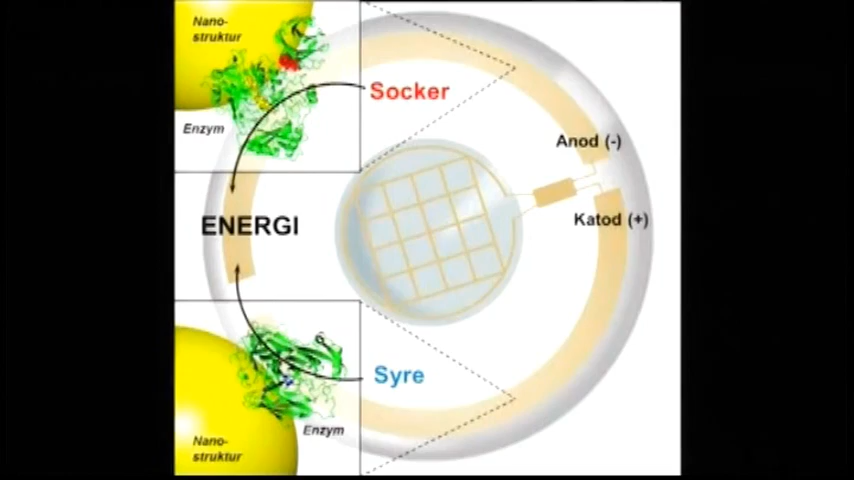 Nano-
struktur
Enzym
Socker
Anod (-)
ENERGI
Katod (+)
Syre
Enzym
Nano-
struktur